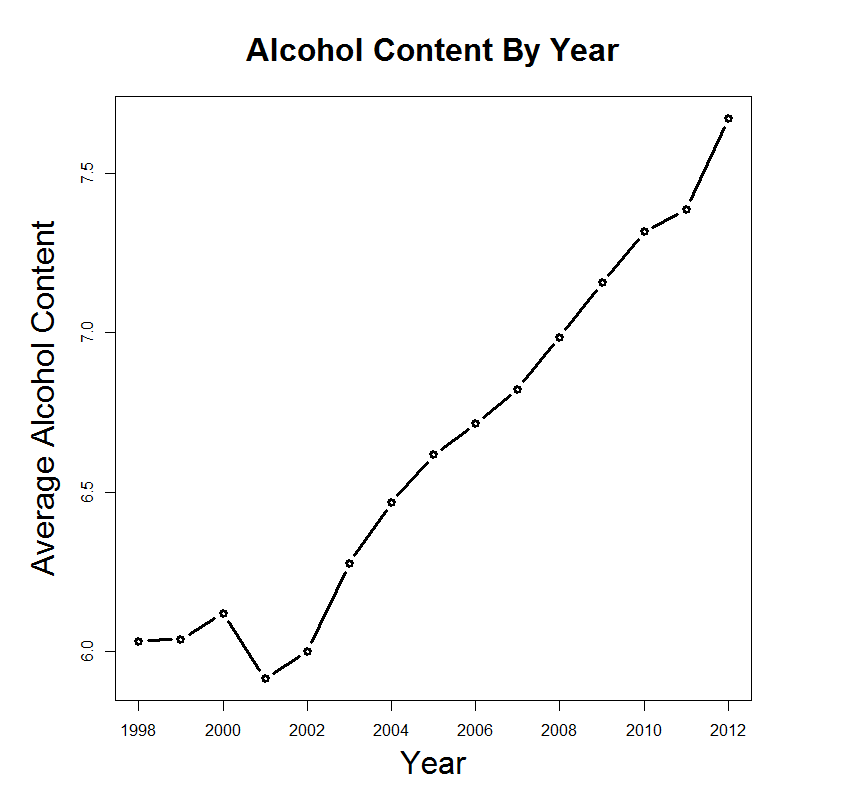 Alcohol Content By Year
Average Alcohol Content
7.5
7.0
6.5
6.0
1998 2000 2002 2004 2006 2008 2010 2012
Year